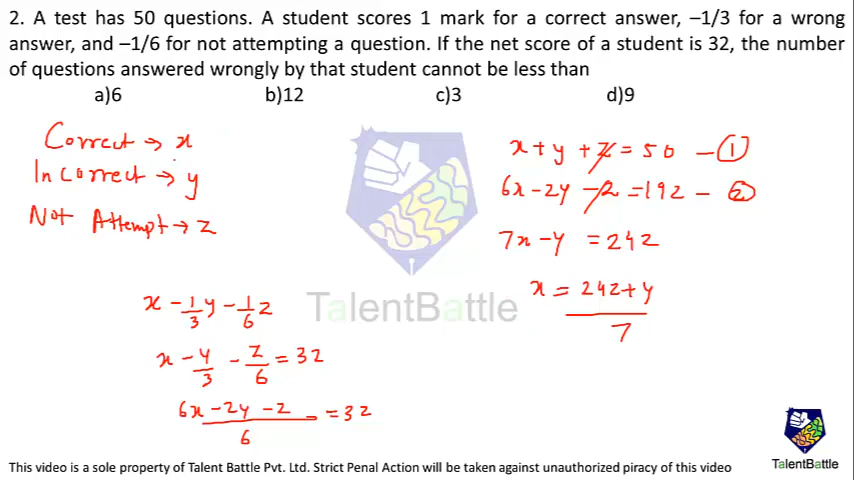 2. A test has 50 questions. A student scores 1 mark for a correct answer, –1/3 for a wrong
answer, and –1/6 for not attempting a question. If the net score of a student is 32, the number
of questions answered wrongly by that student cannot be less than
a)6 b)12 c)3 d)9
Correct → x
Incorrect → y
Not Attempt → z
x - 1/3 y - 1/6 z
x - y/3 - z/6 = 32
6x - 2y - z / 6 = 32
x + y + z = 50 - ①
6x - 2y - z = 192 - ②
7x - y = 242
x = 242 + y / 7
TalentBattle
TalentBattle
This video is a sole property of Talent Battle Pvt. Ltd. Strict Penal Action will be taken against unauthorized piracy of this video